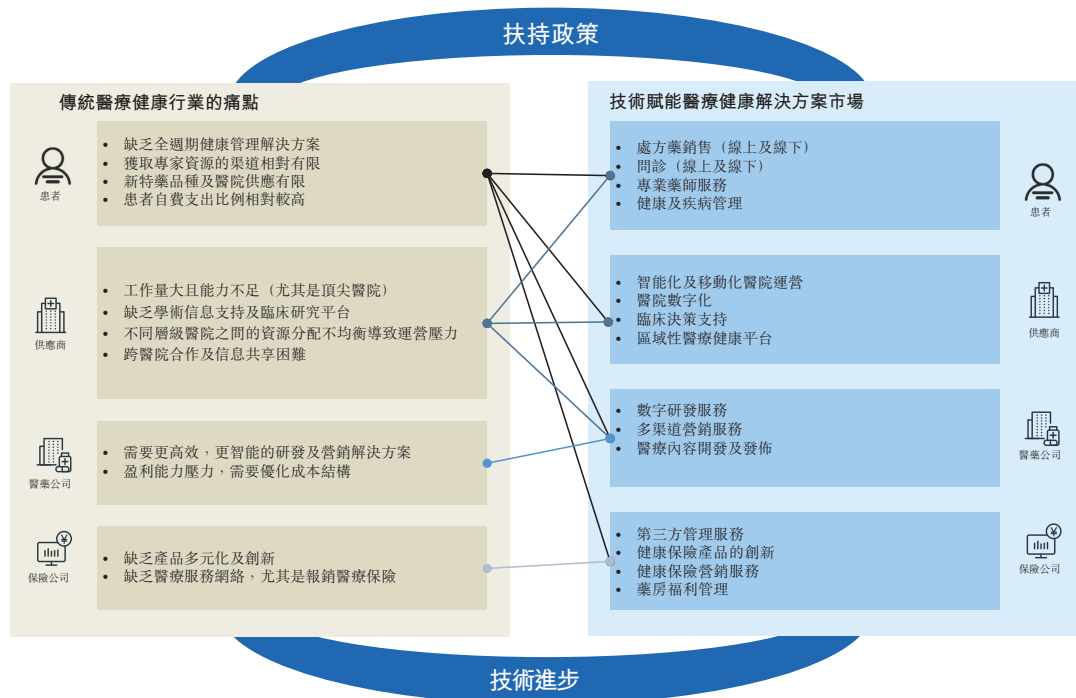 扶持政策
傳統醫療健康行業的痛點
患者
• 缺乏全週期健康管理解決方案
• 獲取專家資源的渠道相對有限
• 新特藥品種及醫院供應有限
• 患者自費支出比例相對較高
供應商
• 工作量大且能力不足（尤其是頂尖醫院）
• 缺乏學術信息支持及臨床研究平台
• 不同層級醫院之間的資源分配不均衡導致運營壓力
• 跨醫院合作及信息共享困難
醫藥公司
• 需要更高效，更智能的研發及營銷解決方案
• 盈利能力壓力，需要優化成本結構
保險公司
• 缺乏產品多元化及創新
• 缺乏醫療服務網絡，尤其是報銷醫療保險
技術賦能醫療健康解決方案市場
• 處方藥銷售（線上及線下）
• 問診（線上及線下）
• 專業藥師服務
• 健康及疾病管理
患者
• 智能化及移動化醫院運營
• 醫院數字化
• 臨床決策支持
• 區域性醫療健康平台
供應商
• 數字研發服務
• 多渠道營銷服務
• 醫療內容開發及發佈
醫藥公司
• 第三方管理服務
• 健康保險產品的創新
• 健康保險營銷服務
• 藥房福利管理
保險公司
技術進步